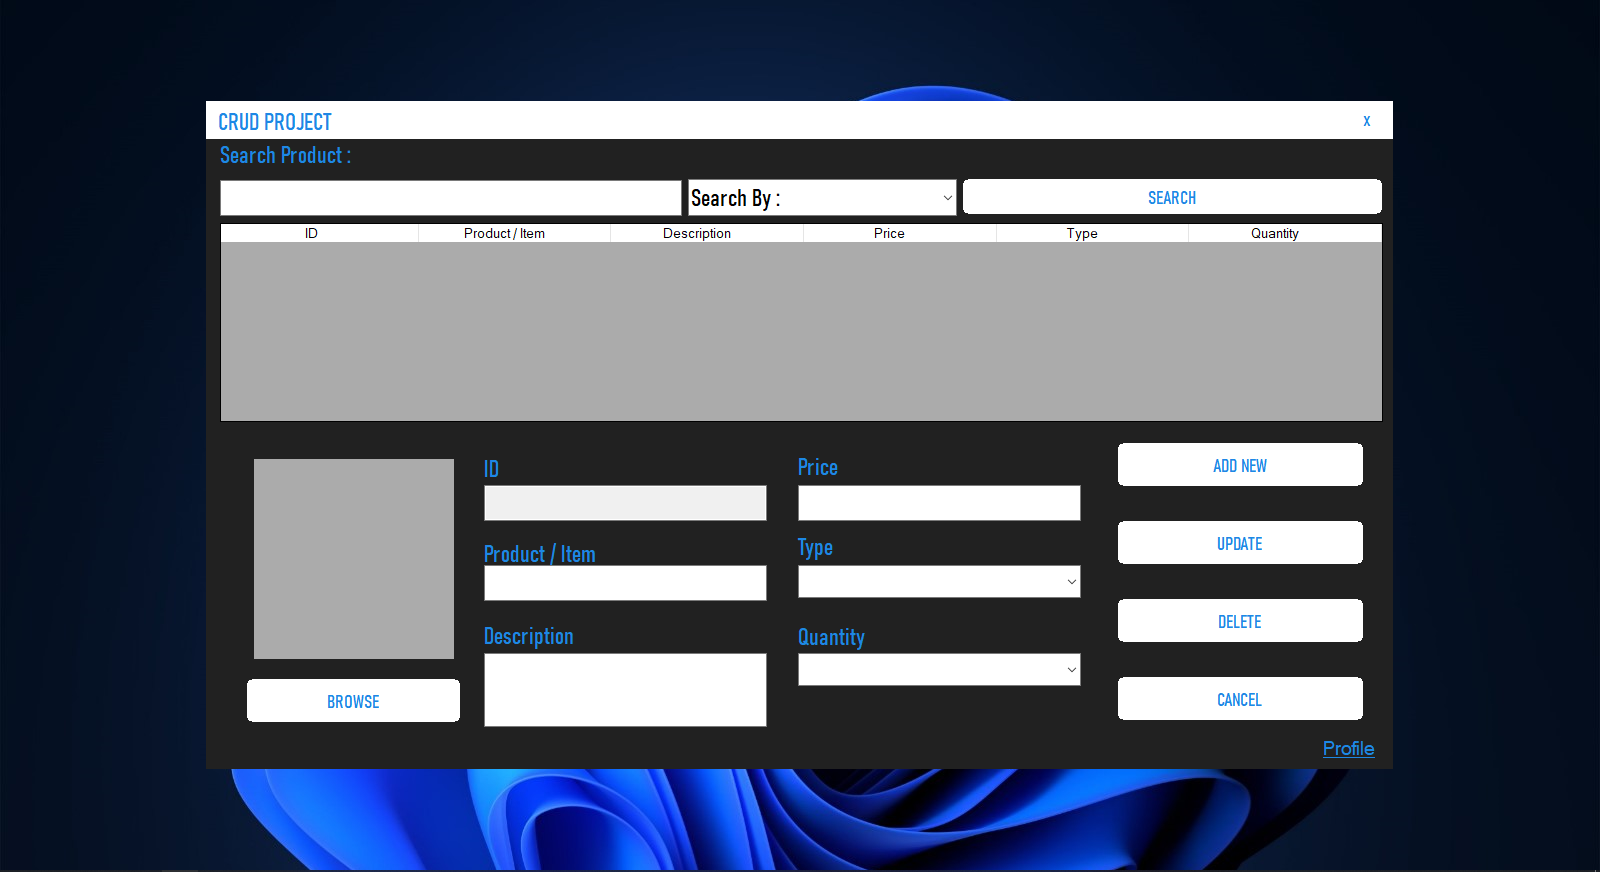 CRUD PROJECT
X
Search Product :
Search By :
SEARCH
ID Product / Item Description Price Type Quantity
ID
Price
ADD NEW
Product / Item
Type
UPDATE
Description
Quantity
DELETE
BROWSE
CANCEL
Profile